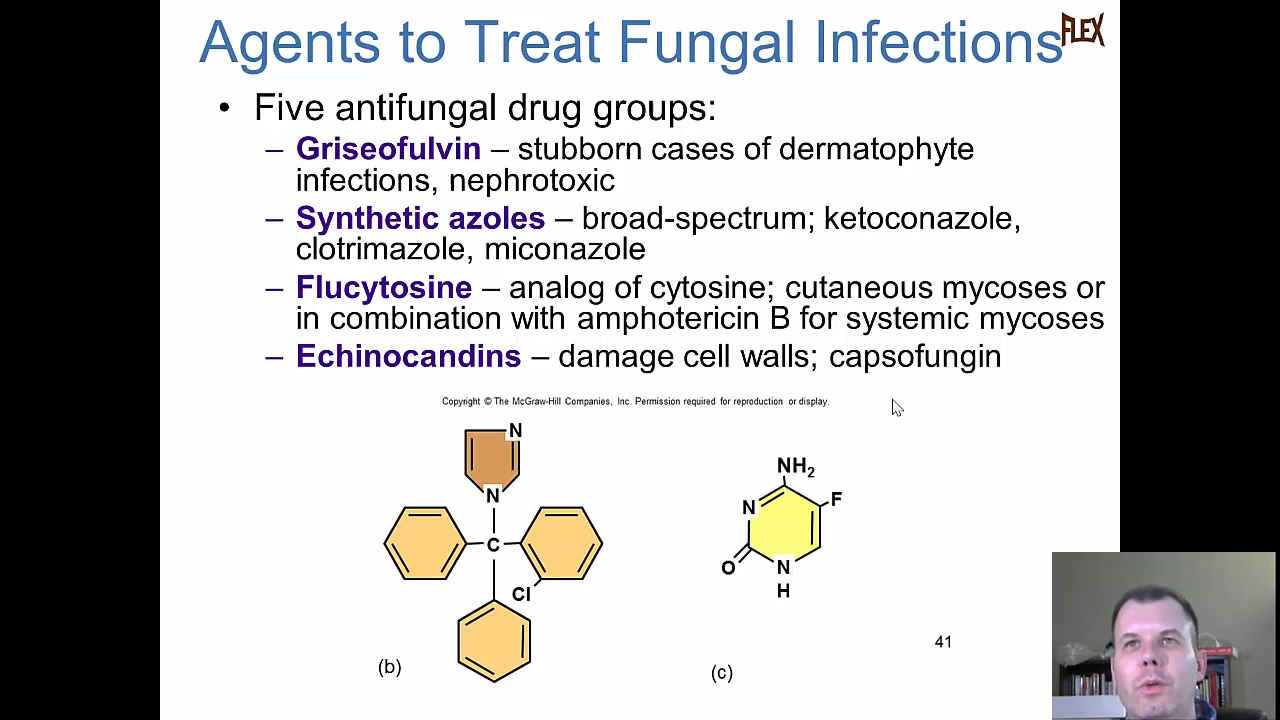 Agents to Treat Fungal Infections
FLEX
• Five antifungal drug groups:
– Griseofulvin – stubborn cases of dermatophyte
infections, nephrotoxic
– Synthetic azoles – broad-spectrum; ketoconazole,
clotrimazole, miconazole
– Flucytosine – analog of cytosine; cutaneous mycoses or
in combination with amphotericin B for systemic mycoses
– Echinocandins – damage cell walls; capsofungin
Copyright © The McGraw-Hill Companies, Inc. Permission required for reproduction or display.
N
N
C
Cl
(b)
NH₂
F
N
O
N
H
(c)
41